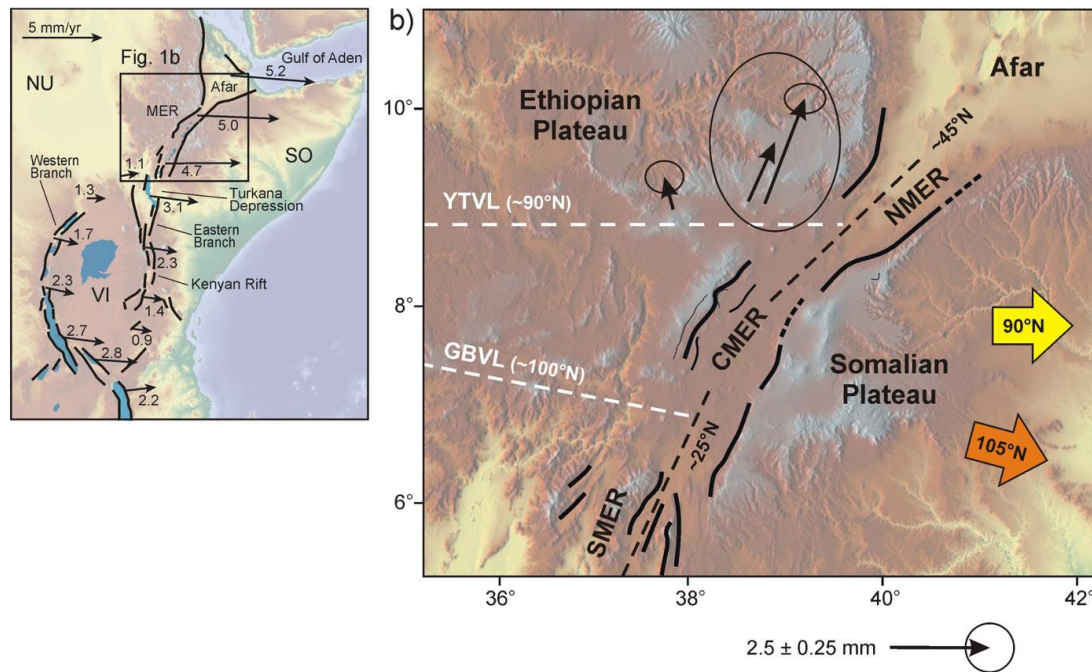 5 mm/yr
Fig. 1b
Gulf of Aden
NU
5.2
Afar
MER
5.0
SO
1.1
4.7
Western
Branch
1.3
Turkana
Depression
3.1
1.7
Eastern
Branch
2.3
2.3
VI
Kenyan Rift
1.4
2.7
0.9
2.8
2.2
b)
Afar
10°
Ethiopian
Plateau
~45°N
NMER
YTVL (~90°N)
8°
CMER
90°N
GBVL (~100°N)
Somalian
Plateau
~25°N
105°N
6°
SMER
36°
38°
40°
42°
2.5 ± 0.25 mm